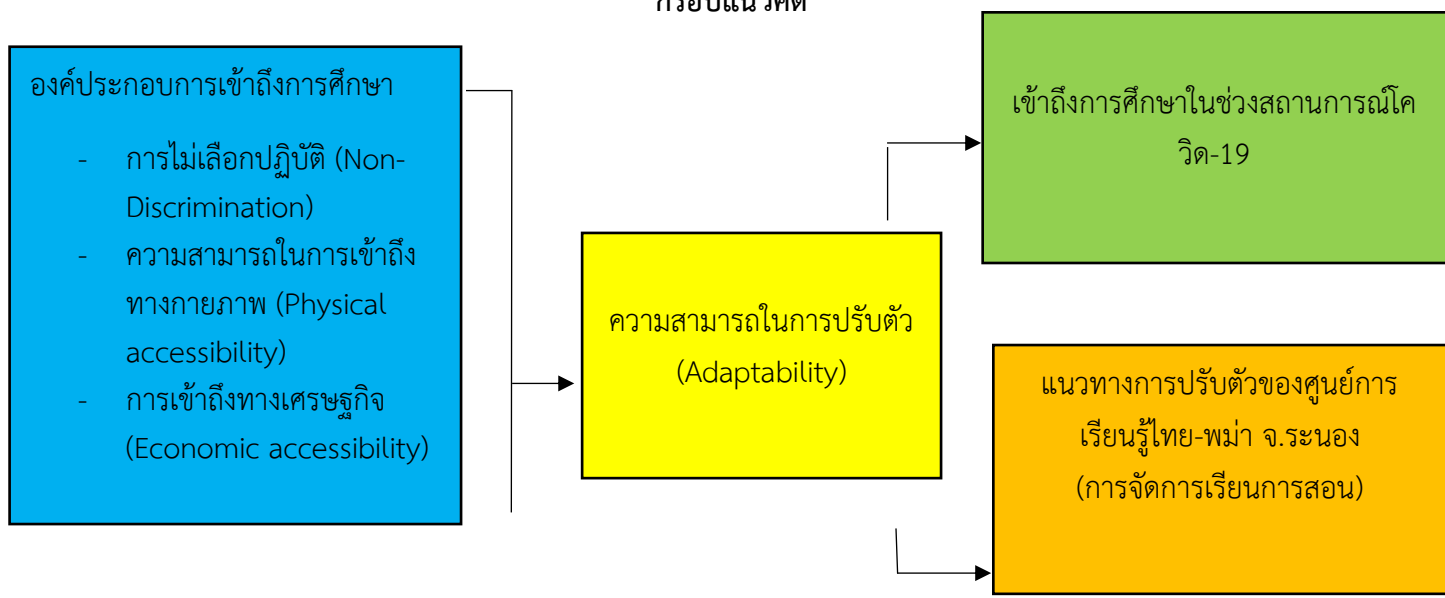 กรอบแนวคิด
องค์ประกอบการเข้าถึงการศึกษา
- การไม่เลือกปฏิบัติ (Non-
Discrimination)
- ความสามารถในการเข้าถึง
ทางกายภาพ (Physical
accessibility)
- การเข้าถึงทางเศรษฐกิจ
(Economic accessibility)
ความสามารถในการปรับตัว
(Adaptability)
เข้าถึงการศึกษาในช่วงสถานการณ์โค
วิด-19
แนวทางการปรับตัวของศูนย์การ
เรียนรู้ไทย-พม่า จ.ระนอง
(การจัดการเรียนการสอน)